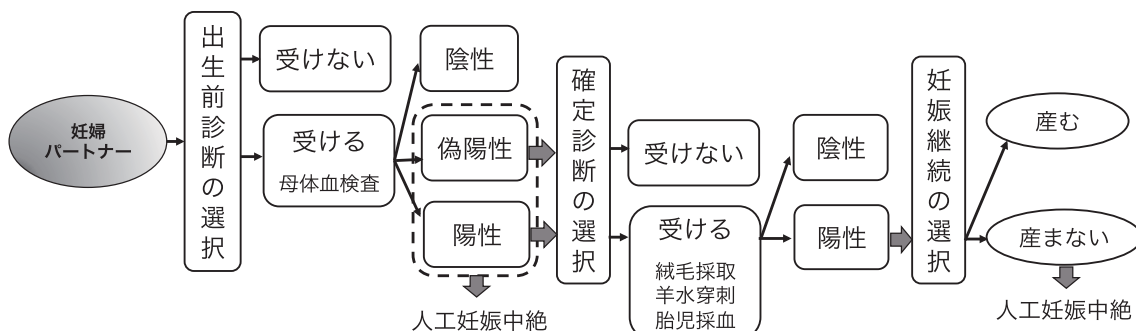 妊婦
パートナー
出生前診断の選択
受けない
受ける
母体血検査
陰性
偽陽性
陽性
人工妊娠中絶
確定診断の選択
受けない
受ける
絨毛採取
羊水穿刺
胎児採血
陰性
陽性
妊娠継続の選択
産む
産まない
人工妊娠中絶